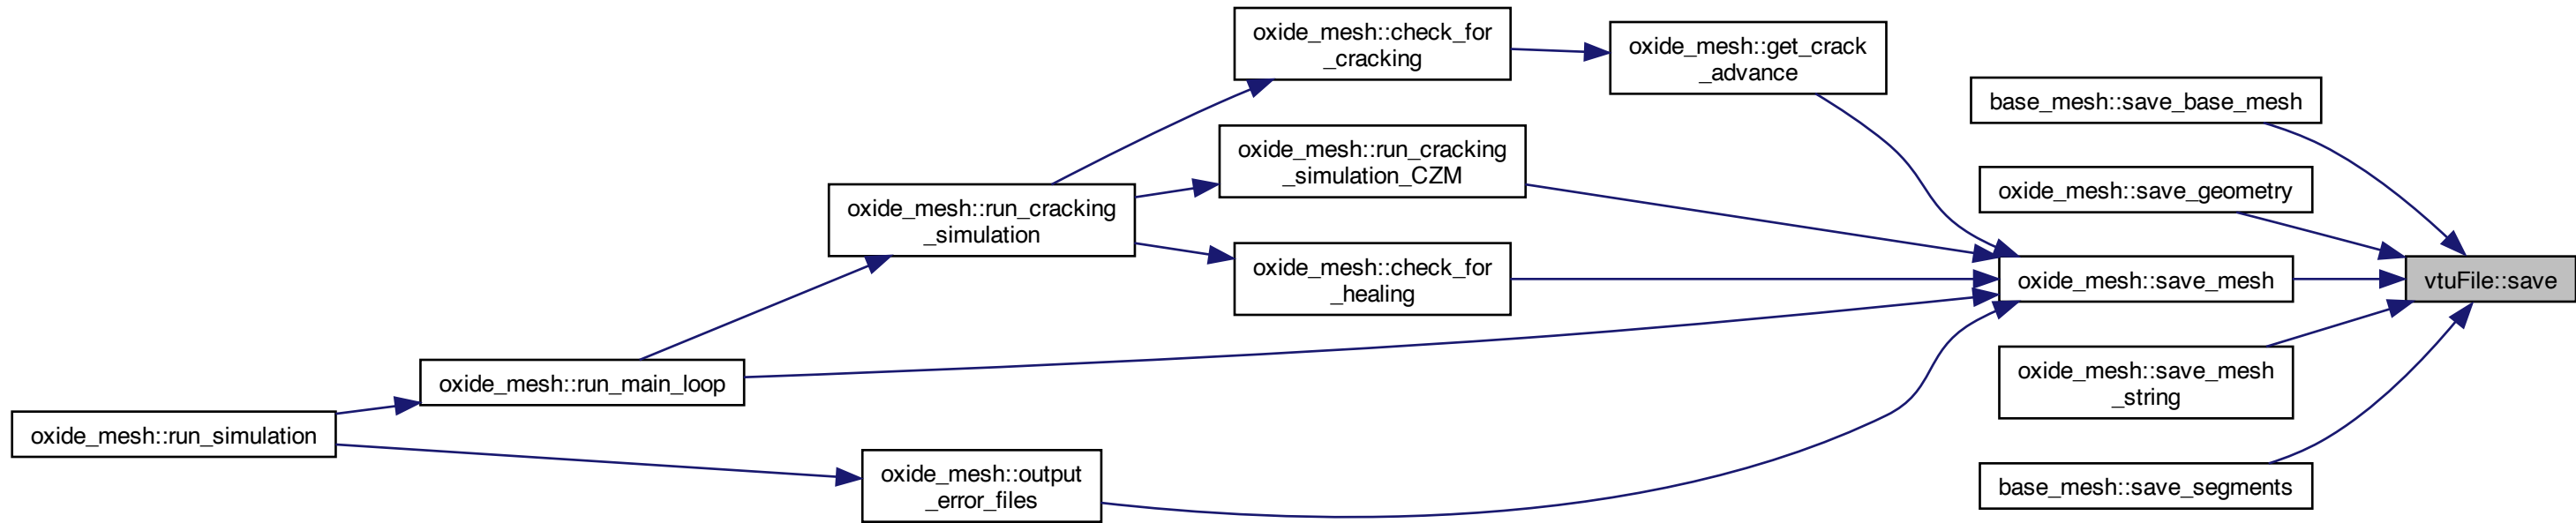 oxide_mesh::check_for
_cracking
oxide_mesh::get_crack
_advance
base_mesh::save_base_mesh
oxide_mesh::run_cracking
_simulation_CZM
oxide_mesh::save_geometry
oxide_mesh::run_cracking
_simulation
oxide_mesh::check_for
_healing
oxide_mesh::save_mesh
vtuFile::save
oxide_mesh::run_main_loop
oxide_mesh::save_mesh
_string
oxide_mesh::run_simulation
oxide_mesh::output
_error_files
base_mesh::save_segments